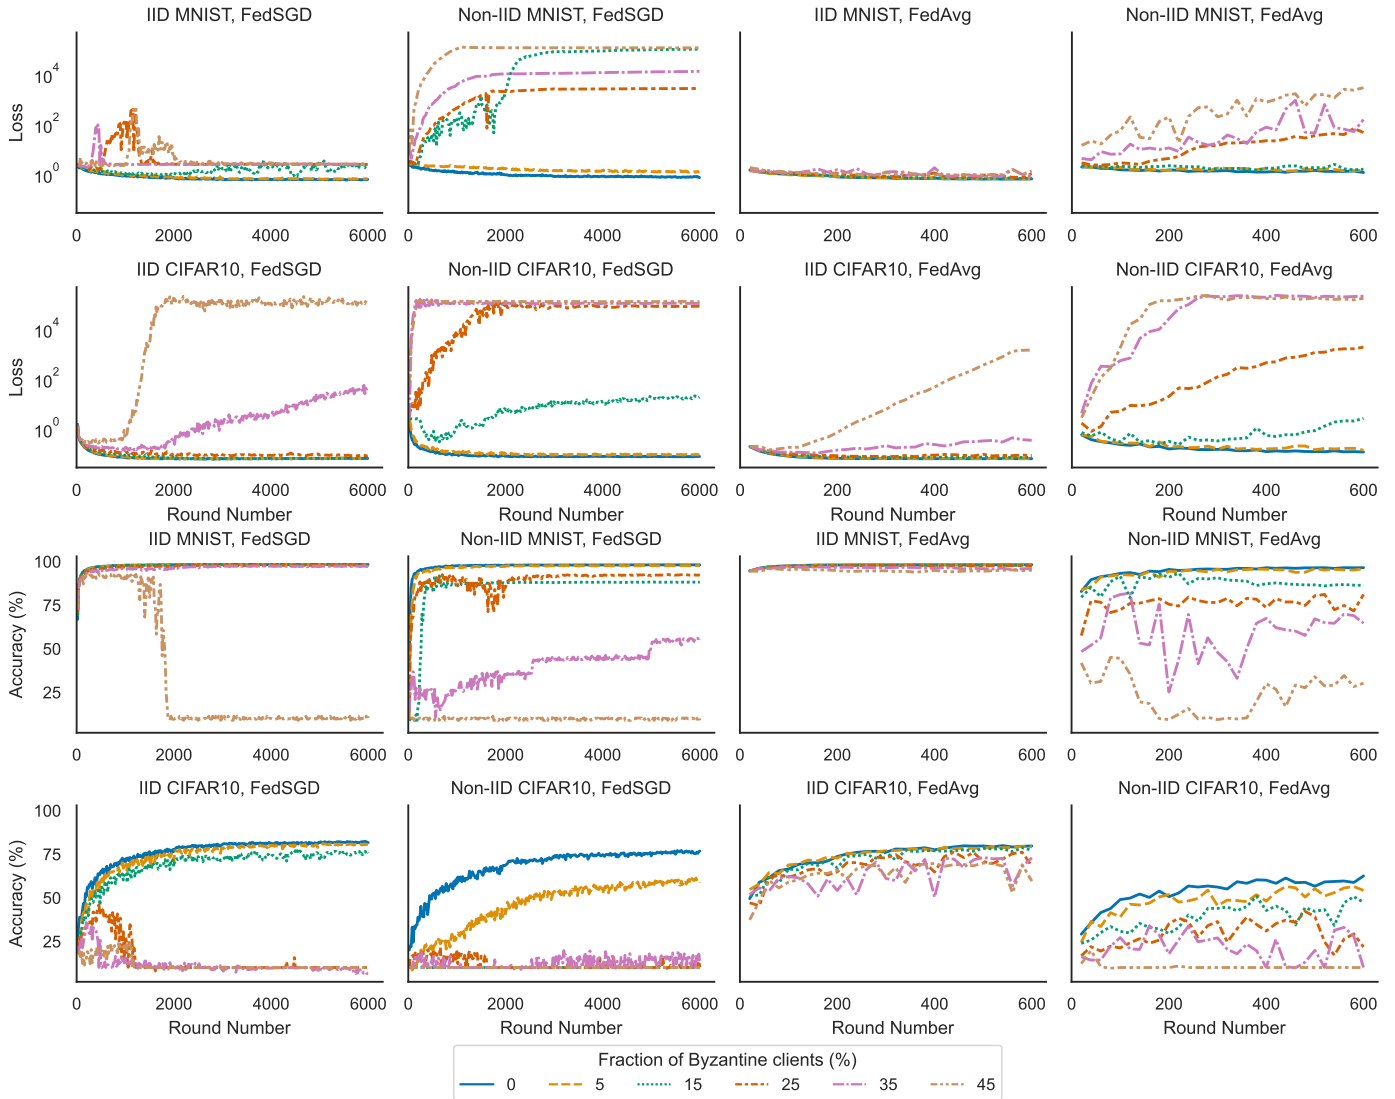 IID MNIST, FedSGD Non-IID MNIST, FedSGD IID MNIST, FedAvg Non-IID MNIST, FedAvg
Loss
10^4
10^2
10^0
0 2000 4000 6000 0 2000 4000 6000 0 200 400 600 0 200 400 600
IID CIFAR10, FedSGD Non-IID CIFAR10, FedSGD IID CIFAR10, FedAvg Non-IID CIFAR10, FedAvg
Loss
10^4
10^2
10^0
0 2000 4000 6000 0 2000 4000 6000 0 200 400 600 0 200 400 600
Round Number Round Number Round Number Round Number
IID MNIST, FedSGD Non-IID MNIST, FedSGD IID MNIST, FedAvg Non-IID MNIST, FedAvg
Accuracy (%)
100
75
50
25
0 2000 4000 6000 0 2000 4000 6000 0 200 400 600 0 200 400 600
IID CIFAR10, FedSGD Non-IID CIFAR10, FedSGD IID CIFAR10, FedAvg Non-IID CIFAR10, FedAvg
Accuracy (%)
100
75
50
25
0 2000 4000 6000 0 2000 4000 6000 0 200 400 600 0 200 400 600
Round Number Round Number Round Number Round Number
Fraction of Byzantine clients (%)
0 5 15 25 35 45